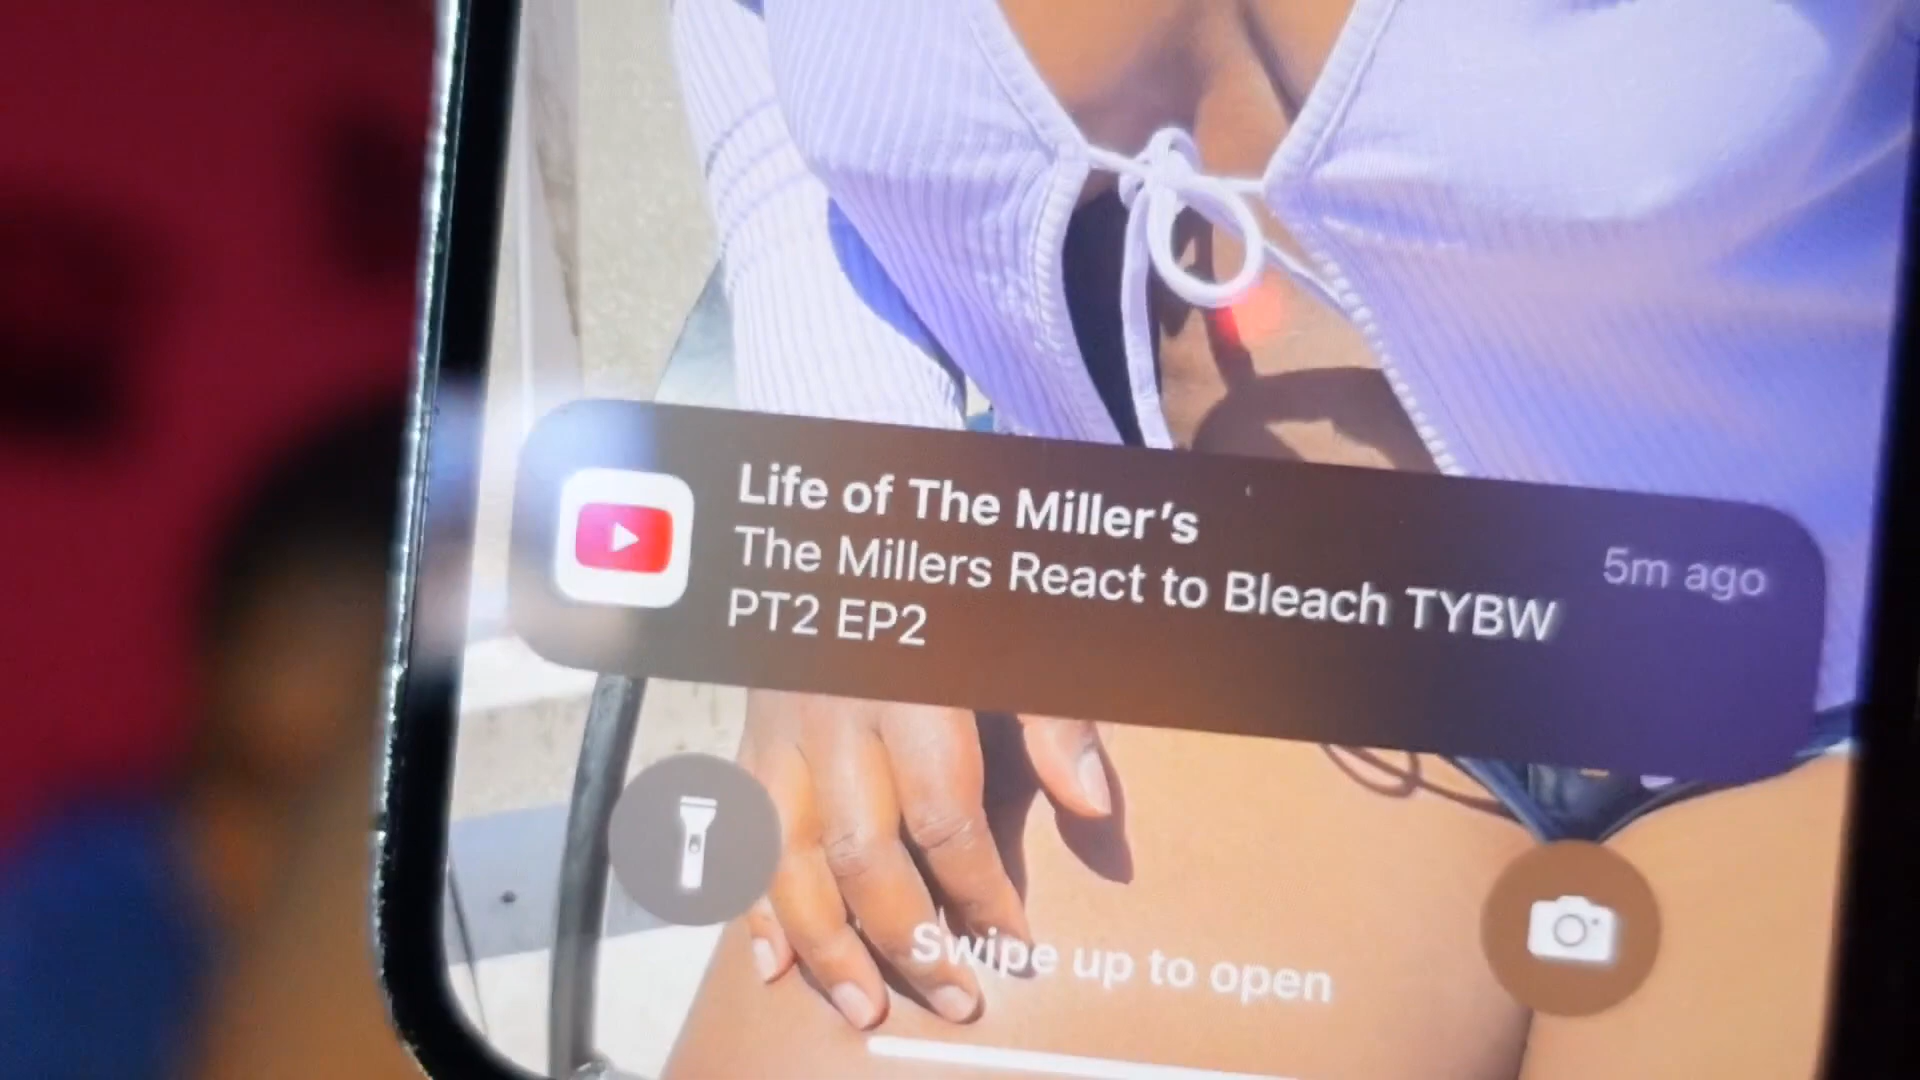 Life of The Miller's
The Millers React to Bleach TYBW
PT2 EP2
5m ago
Swipe up to open